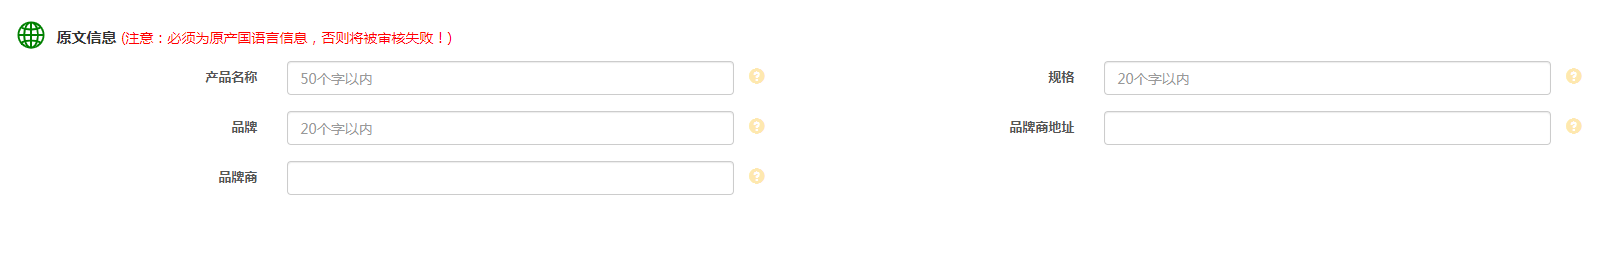 原文信息 (注意：必须为原产国语言信息，否则将被审核失败！)
产品名称 50个字以内 ? 规格 20个字以内 ?
品牌 20个字以内 ? 品牌商地址 ?
品牌商 ?